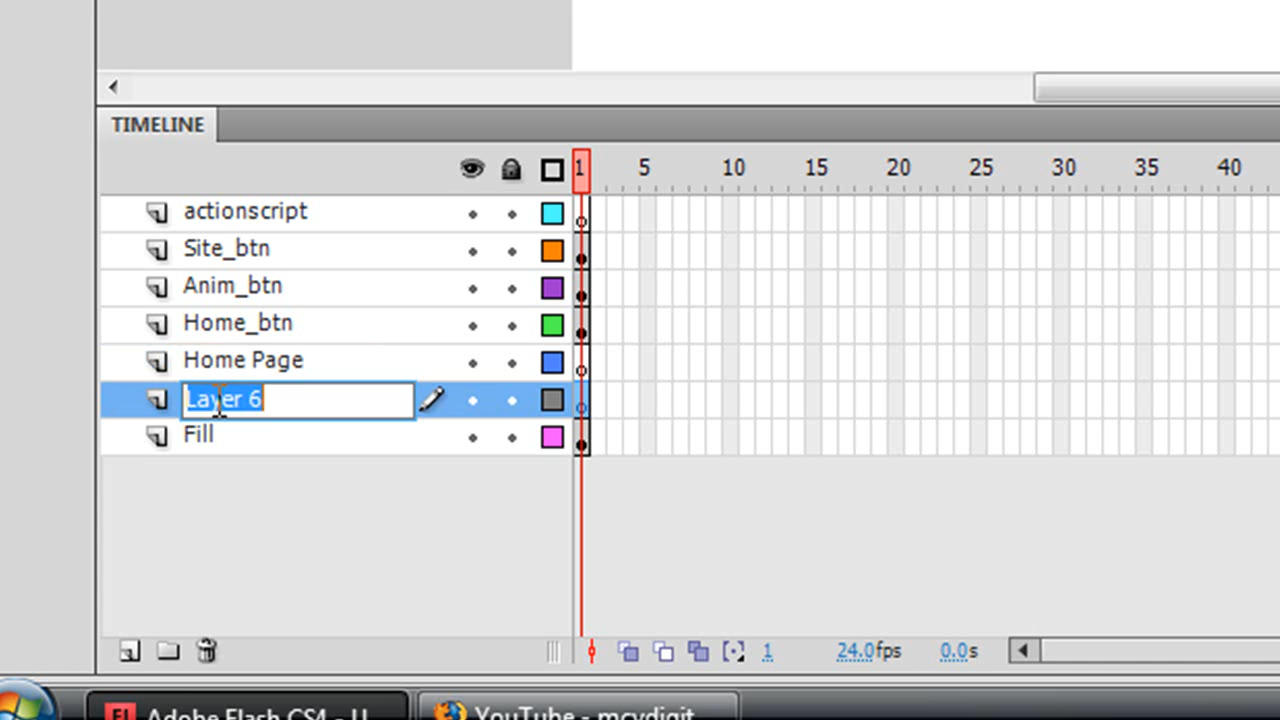 TIMELINE
1 5 10 15 20 25 30 35 40
actionscript
Site_btn
Anim_btn
Home_btn
Home Page
Layer 6
Fill
1 24.0fps 0.0s
Adobe Flash CS4 - U
YouTube - mcvdigit